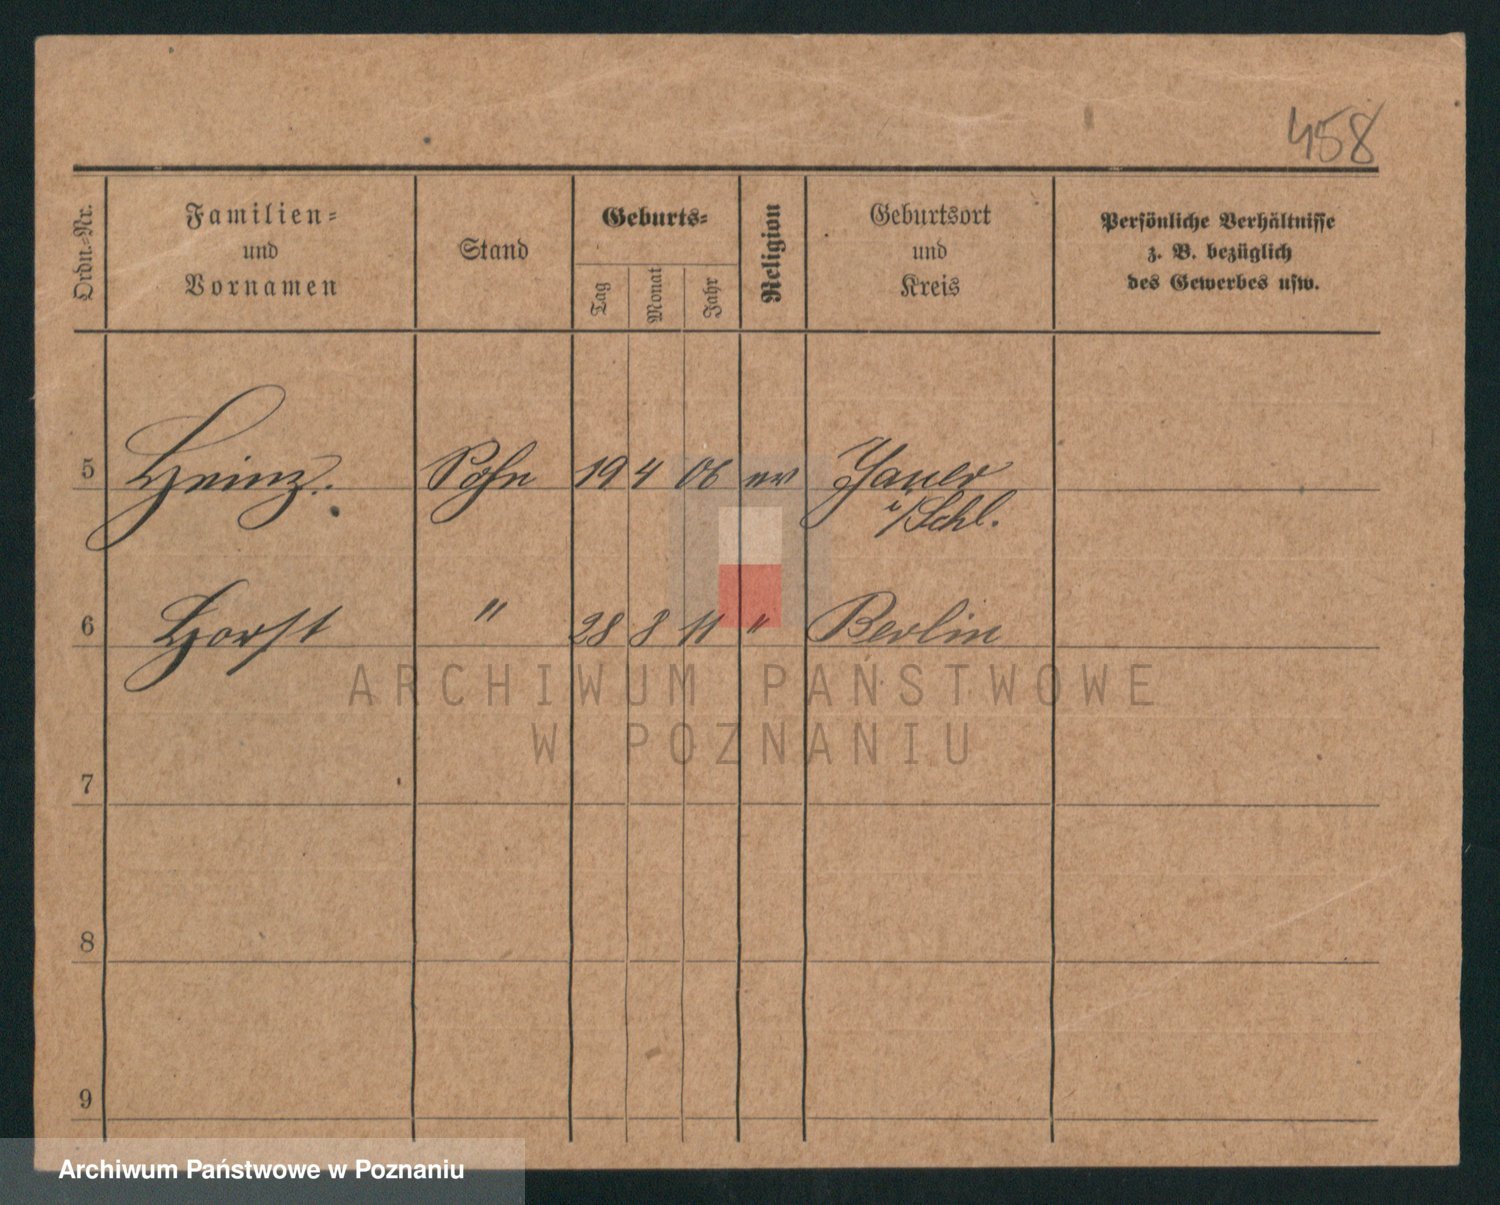 458
Ordn.-Nr.
Familien-
und
Vornamen
Stand
Geburts-
Tag
Monat
Jahr
Religion
Geburtsort
und
Kreis
Persönliche Verhältnisse
z. B. bezüglich
des Gewerbes usw.
5 Heinz. Sohn 19 4 06 ev Jauer
i/Schl.
6 Horst " 28 8 11 " Berlin
ARCHIWUM PAŃSTWOWE
W POZNANIU
7
8
9
Archiwum Państwowe w Poznaniu